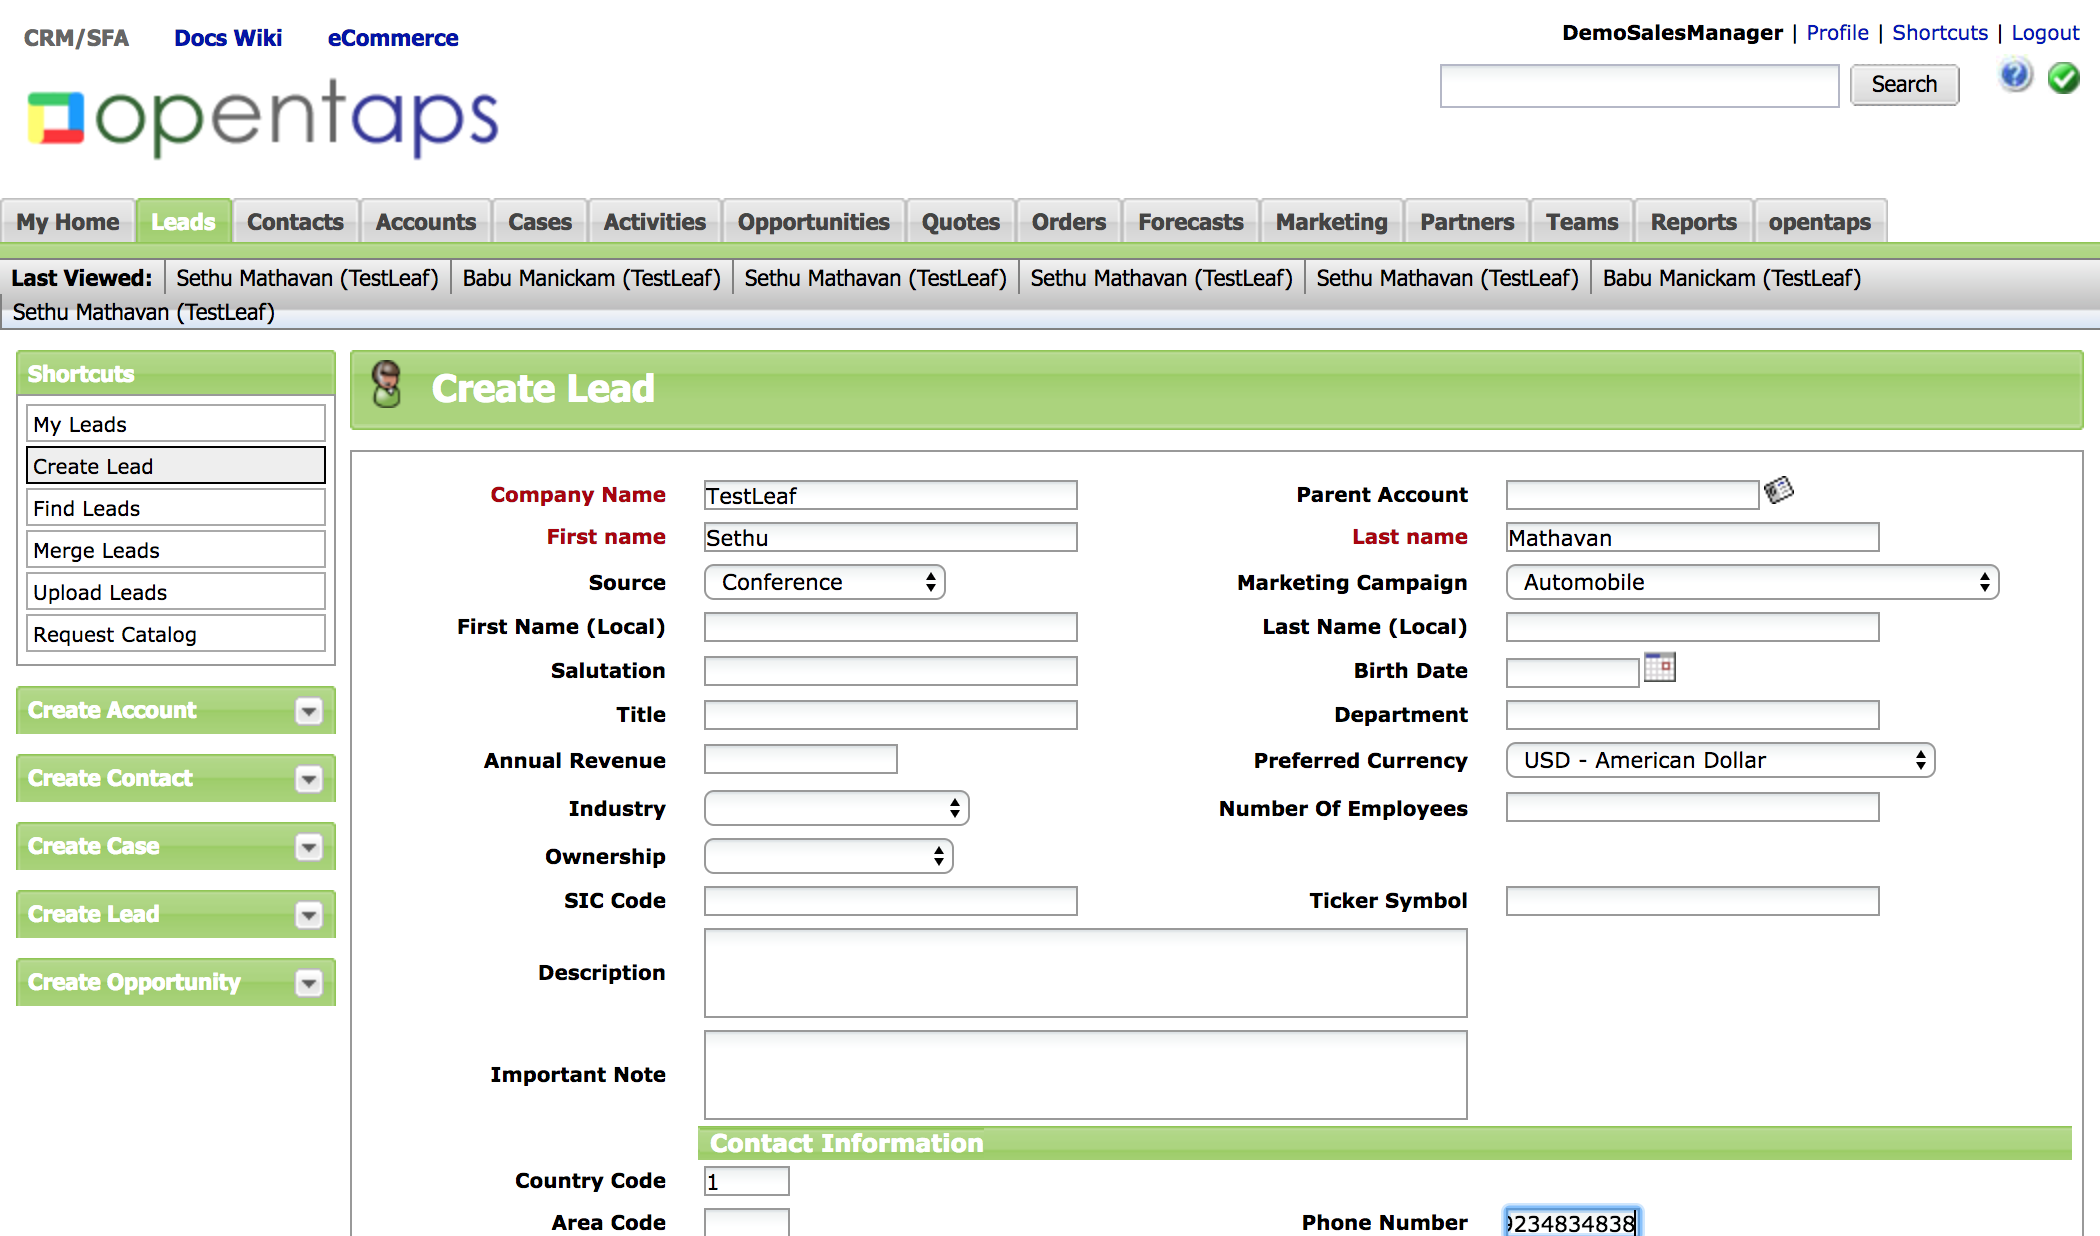 CRM/SFA Docs Wiki eCommerce
DemoSalesManager | Profile | Shortcuts | Logout
opentaps
Search
My Home Leads Contacts Accounts Cases Activities Opportunities Quotes Orders Forecasts Marketing Partners Teams Reports opentaps
Last Viewed: Sethu Mathavan (TestLeaf) Babu Manickam (TestLeaf) Sethu Mathavan (TestLeaf) Sethu Mathavan (TestLeaf) Sethu Mathavan (TestLeaf) Babu Manickam (TestLeaf)
Sethu Mathavan (TestLeaf)
Shortcuts
My Leads
Create Lead
Find Leads
Merge Leads
Upload Leads
Request Catalog
Create Account
Create Contact
Create Case
Create Lead
Create Opportunity
Create Lead
Company Name TestLeaf Parent Account
First name Sethu Last name Mathavan
Source Conference Marketing Campaign Automobile
First Name (Local) Last Name (Local)
Salutation Birth Date
Title Department
Annual Revenue Preferred Currency USD - American Dollar
Industry Number Of Employees
Ownership
SIC Code Ticker Symbol
Description
Important Note
Contact Information
Country Code 1
Area Code Phone Number 9234834838